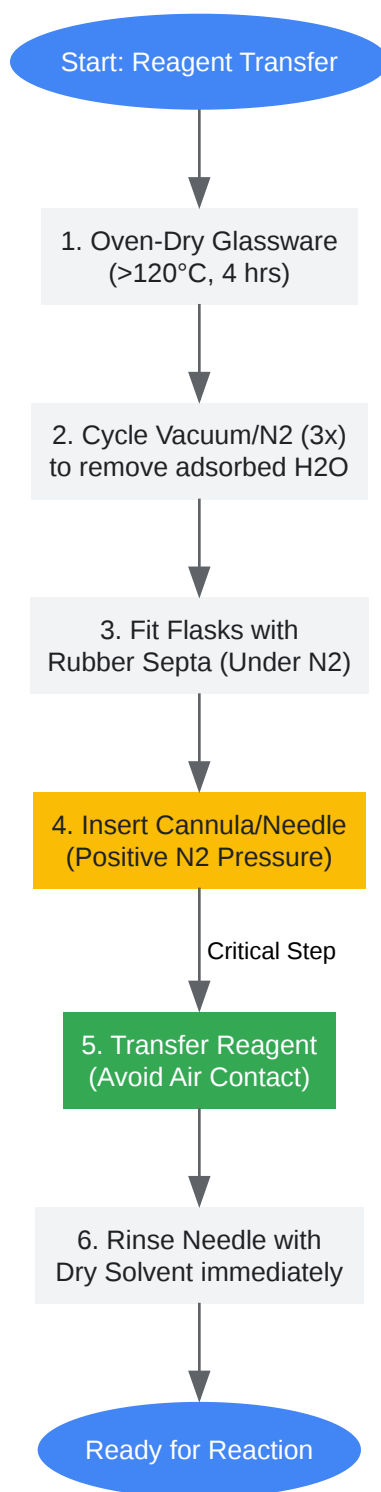 Start: Reagent Transfer
1. Oven-Dry Glassware
(>120°C, 4 hrs)
2. Cycle Vacuum/N2 (3x)
to remove adsorbed H2O
3. Fit Flasks with
Rubber Septa (Under N2)
4. Insert Cannula/Needle
(Positive N2 Pressure)
Critical Step
5. Transfer Reagent
(Avoid Air Contact)
6. Rinse Needle with
Dry Solvent immediately
Ready for Reaction